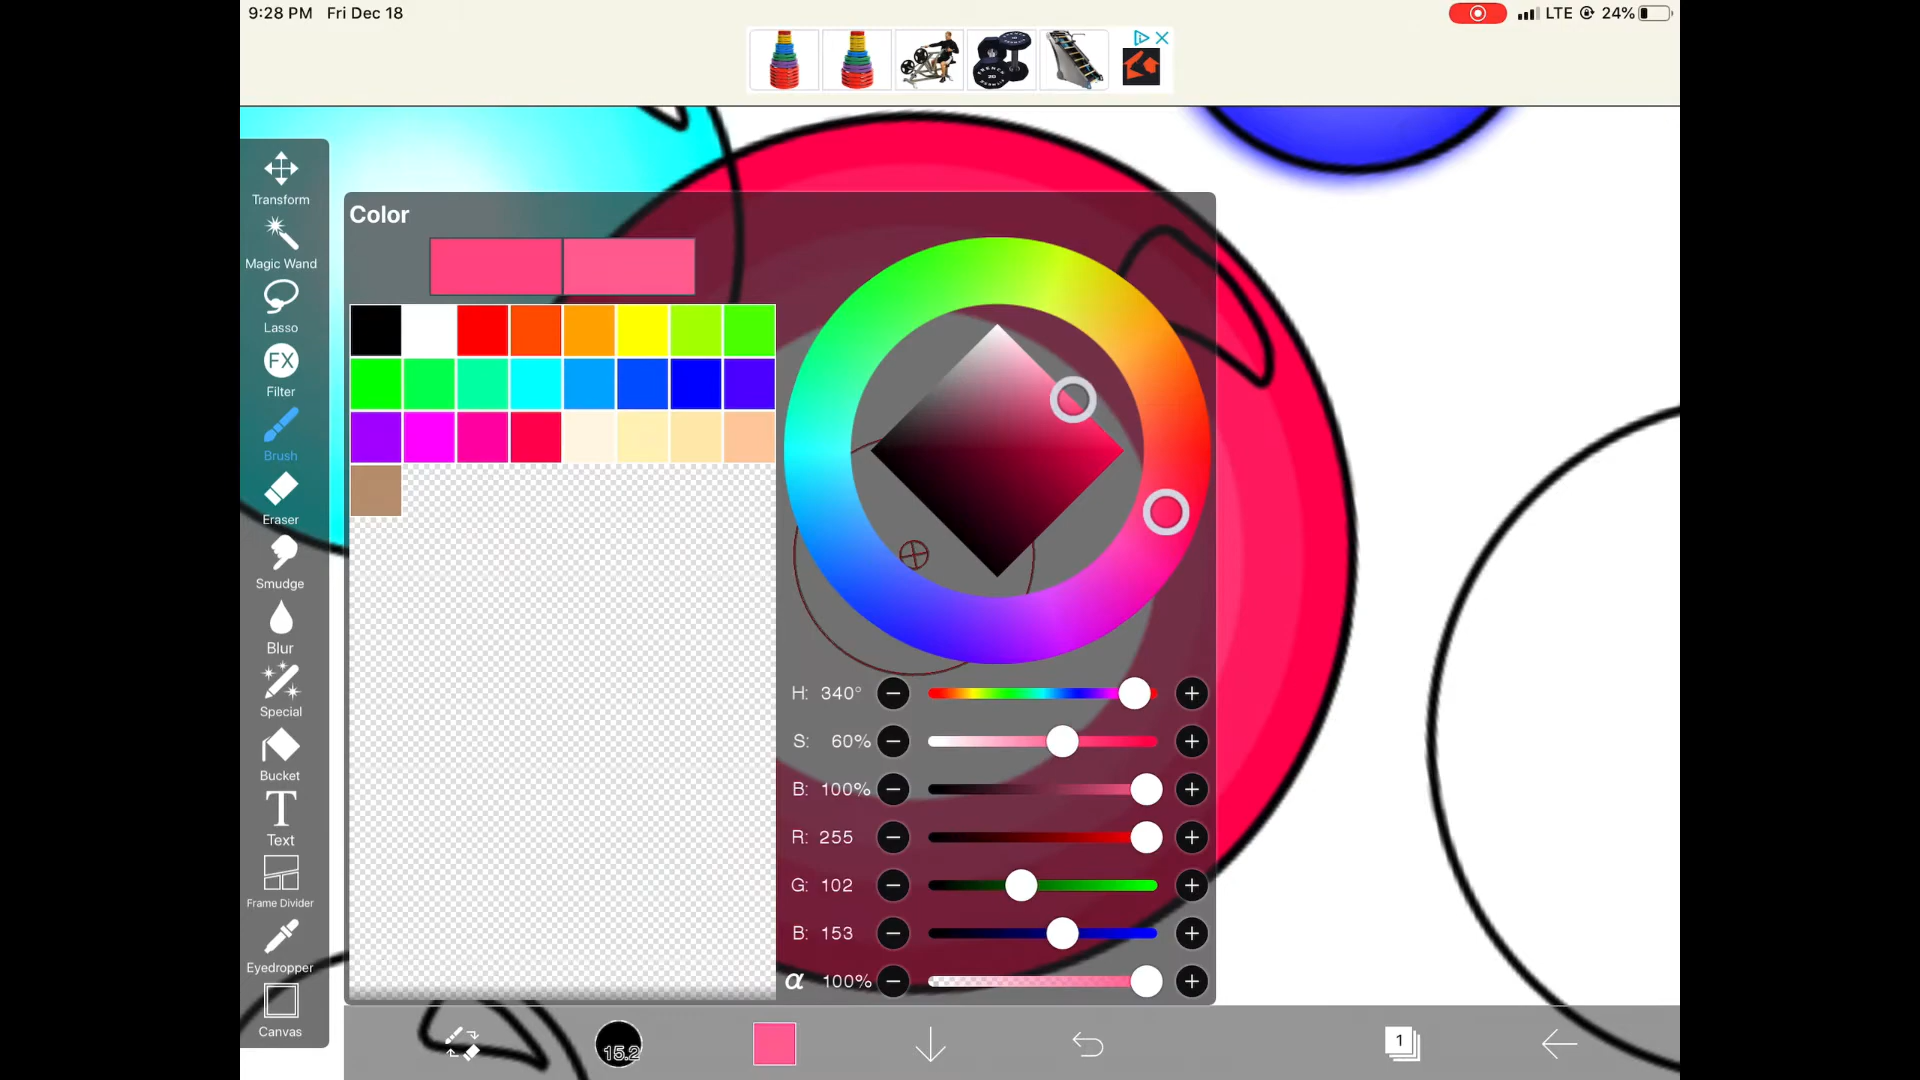 9:28 PM Fri Dec 18
LTE 24%
Transform
Magic Wand
Lasso
FX
Filter
Brush
Eraser
Smudge
Blur
Special
Bucket
T
Text
Frame Divider
Eyedropper
Canvas
Color
H: 340°
S: 60%
B: 100%
R: 255
G: 102
B: 153
α 100%
15.2
1